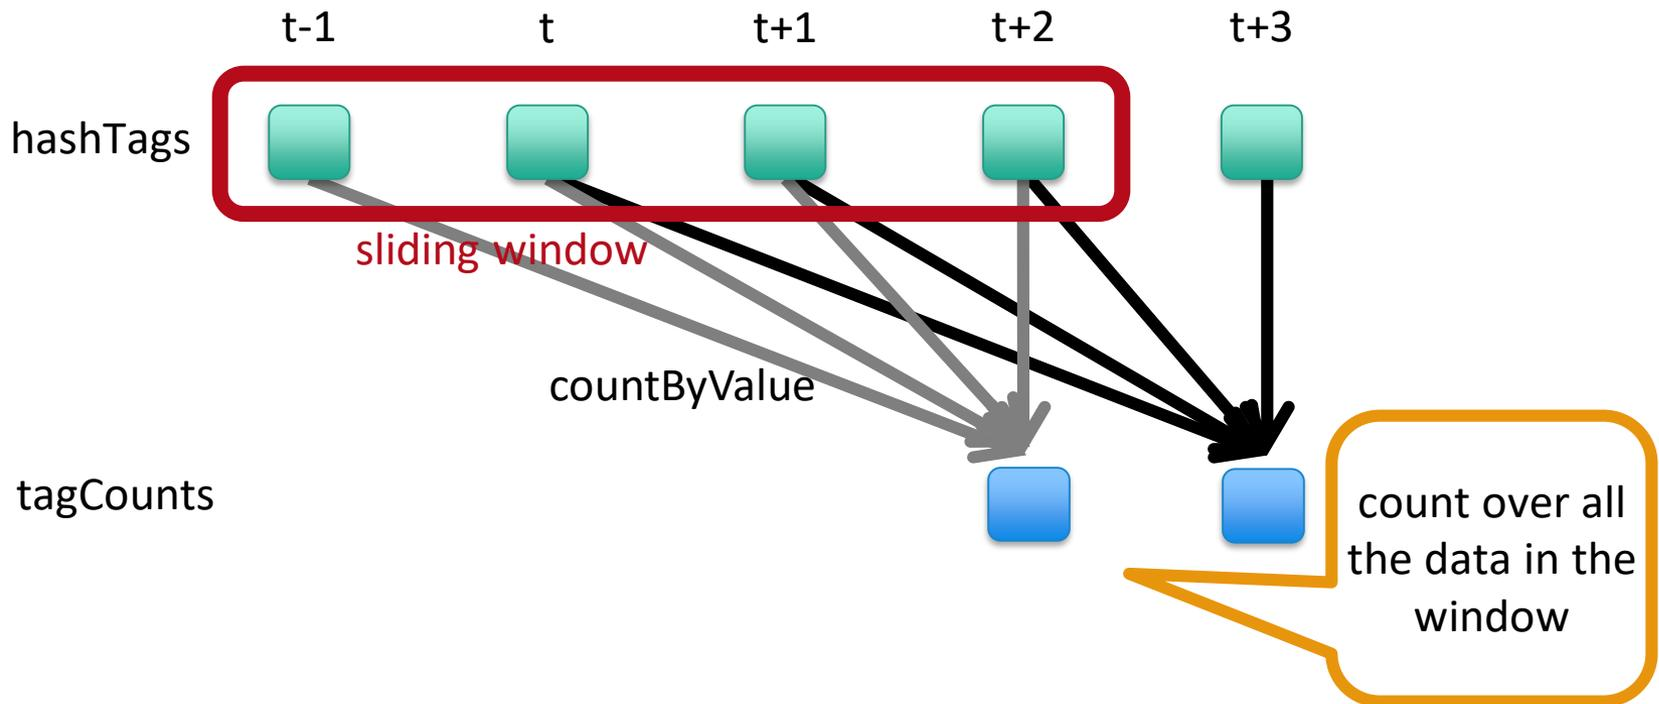 t-1 t t+1 t+2 t+3
hashTags
sliding window
countByValue
tagCounts
count over all
the data in the
window